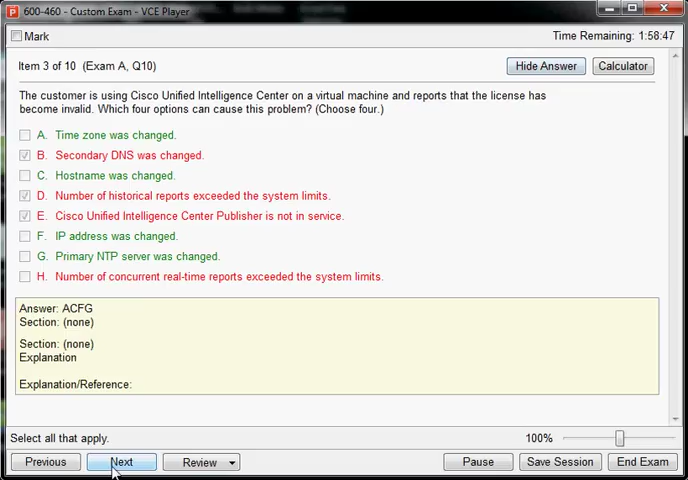 600-460 - Custom Exam - VCE Player
Mark
Time Remaining: 1:58:47
Item 3 of 10 (Exam A, Q10)
Hide Answer
Calculator
The customer is using Cisco Unified Intelligence Center on a virtual machine and reports that the license has
become invalid. Which four options can cause this problem? (Choose four.)
A. Time zone was changed.
B. Secondary DNS was changed.
C. Hostname was changed.
D. Number of historical reports exceeded the system limits.
E. Cisco Unified Intelligence Center Publisher is not in service.
F. IP address was changed.
G. Primary NTP server was changed.
H. Number of concurrent real-time reports exceeded the system limits.
Answer: ACFG
Section: (none)
Section: (none)
Explanation
Explanation/Reference:
Select all that apply.
100%
Previous
Next
Review
Pause
Save Session
End Exam